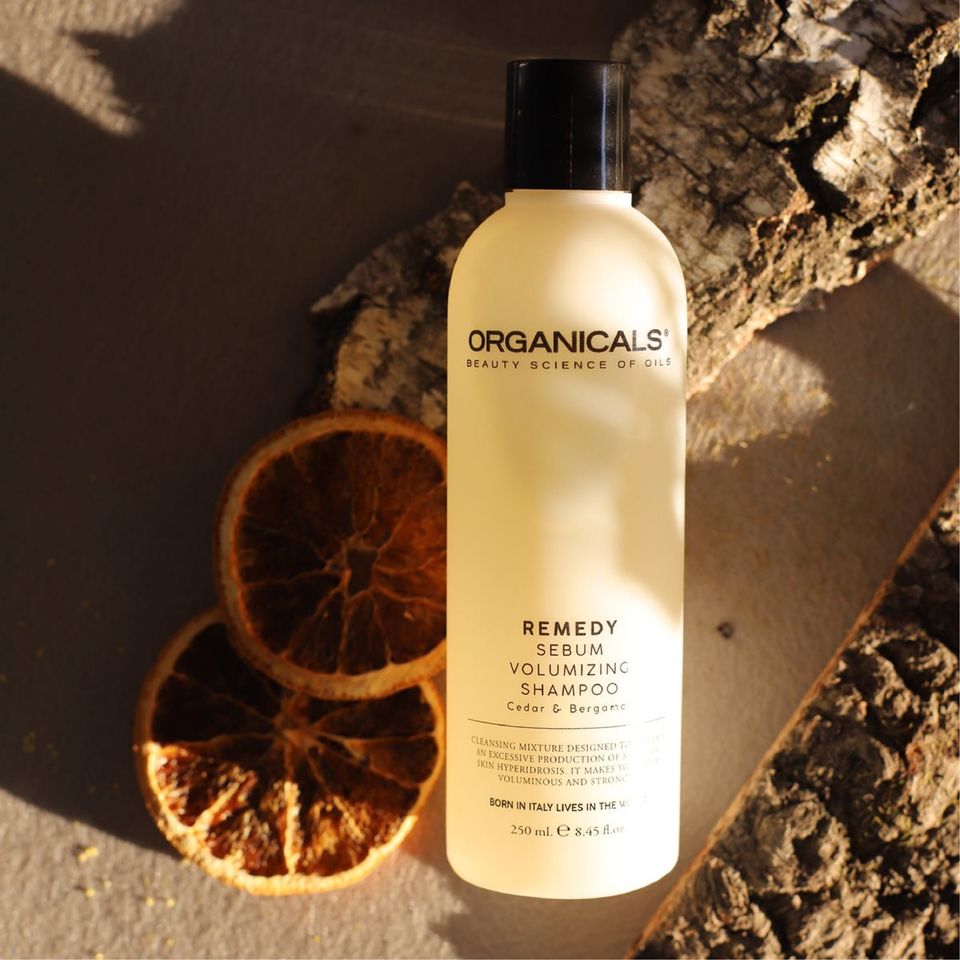 ORGANICALS®
BEAUTY SCIENCE OF OILS
REMEDY
SEBUM
VOLUMIZING
SHAMPOO
Cedar & Bergamot
CLEANSING MIXTURE DESIGNED TO
AN EXCESSIVE PRODUCTION OF
SKIN HYPERIDROSIS. IT MAKES
VOLUMINOUS AND STRONG
BORN IN ITALY LIVES IN THE
250 ml. ℮ 8.45 fl.oz